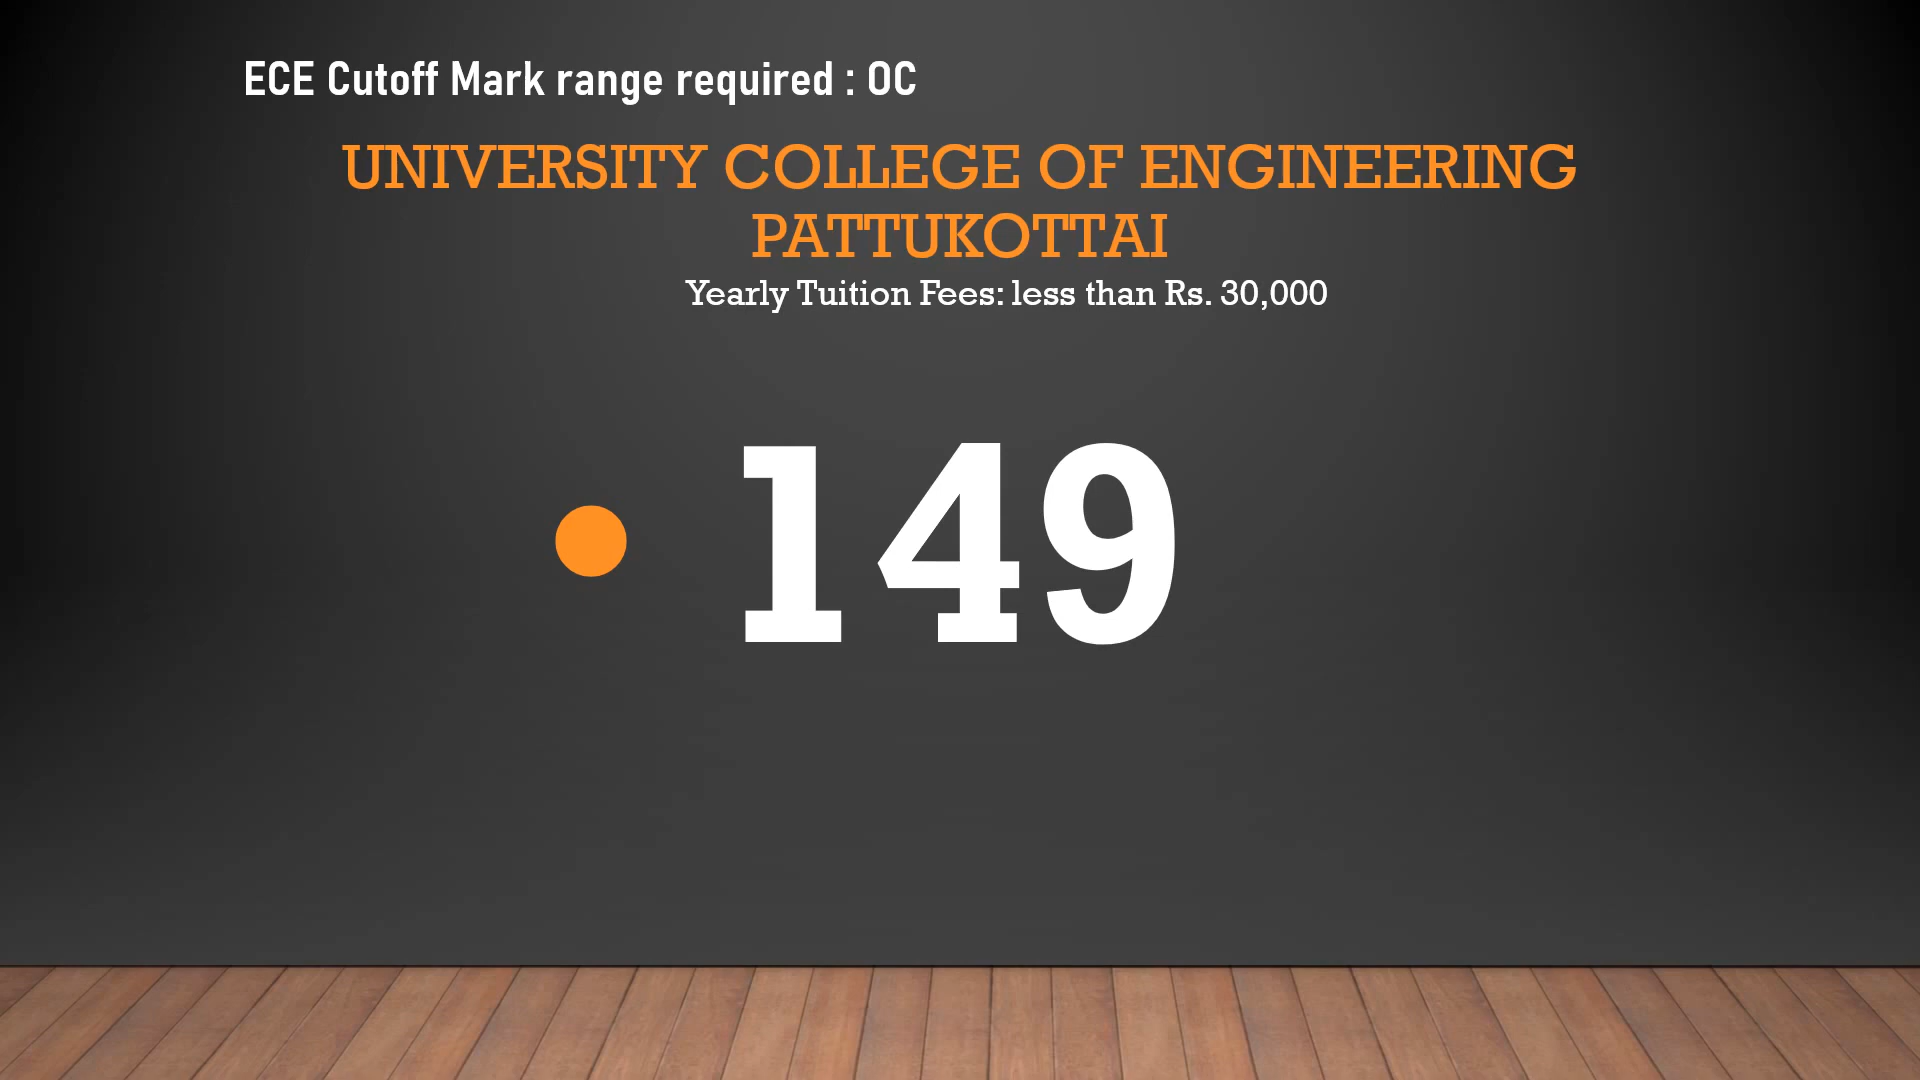 ECE Cutoff Mark range required : OC
UNIVERSITY COLLEGE OF ENGINEERING
PATTUKOTTAI
Yearly Tuition Fees: less than Rs. 30,000
149